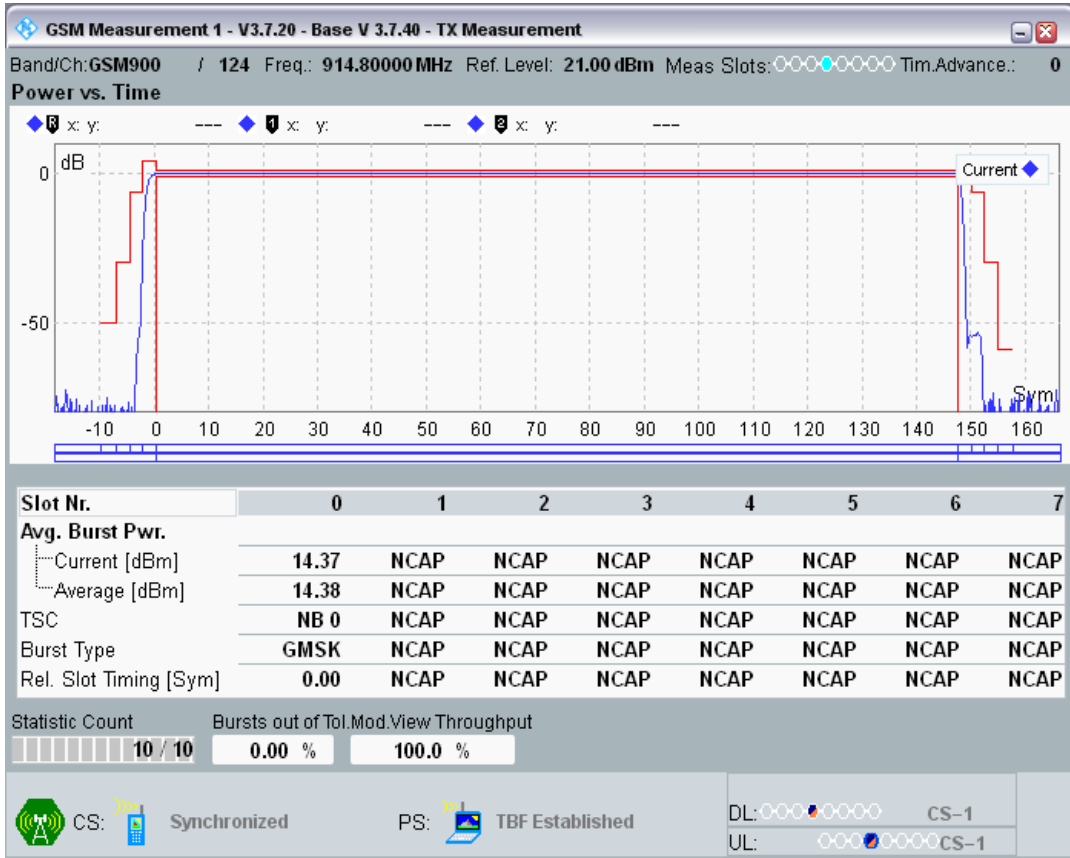 GSM Measurement 1 - V3.7.20 - Base V 3.7.40 - TX Measurement
Band/Ch:GSM900 / 124 Freq.: 914.80000 MHz Ref. Level: 21.00 dBm Meas Slots: Tim.Advance.: 0
Power vs. Time
R x: y: --- 1 x: y: --- 2 x: y: ---
dB
Current
0
-50
Sym
-10 0 10 20 30 40 50 60 70 80 90 100 110 120 130 140 150 160
Slot Nr. 0 1 2 3 4 5 6 7
Avg. Burst Pwr.
Current [dBm] 14.37 NCAP NCAP NCAP NCAP NCAP NCAP NCAP
Average [dBm] 14.38 NCAP NCAP NCAP NCAP NCAP NCAP NCAP
TSC NB 0 NCAP NCAP NCAP NCAP NCAP NCAP NCAP
Burst Type GMSK NCAP NCAP NCAP NCAP NCAP NCAP NCAP
Rel. Slot Timing [Sym] 0.00 NCAP NCAP NCAP NCAP NCAP NCAP NCAP
Statistic Count Bursts out of Tol.Mod.View Throughput
10 / 10 0.00 % 100.0 %
CS: Synchronized PS: TBF Established
DL: CS-1
UL: CS-1